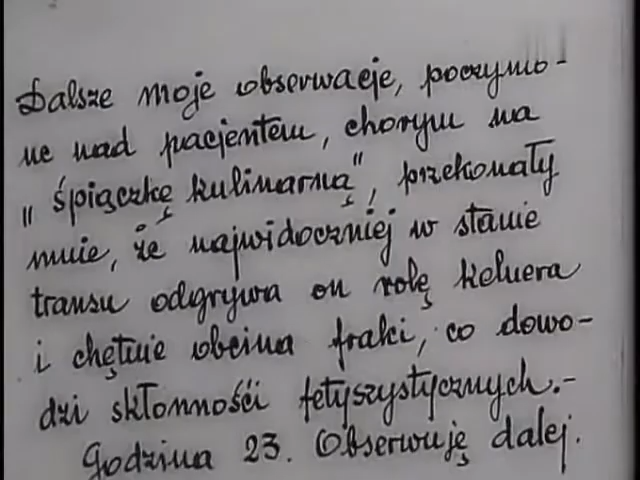 Dalsze moje obserwacje, poczynio-
ne nad pacjentem, chorym na
"śpiączkę kulinarną", przekonały
mnie, że najwidoczniej w stanie
transu odgrywa on rolę kelnera
i chętnie obcina fraki, co dowo-
dzi skłonności fetyszystycznych.-
Godzina 23. Obserwuję dalej.